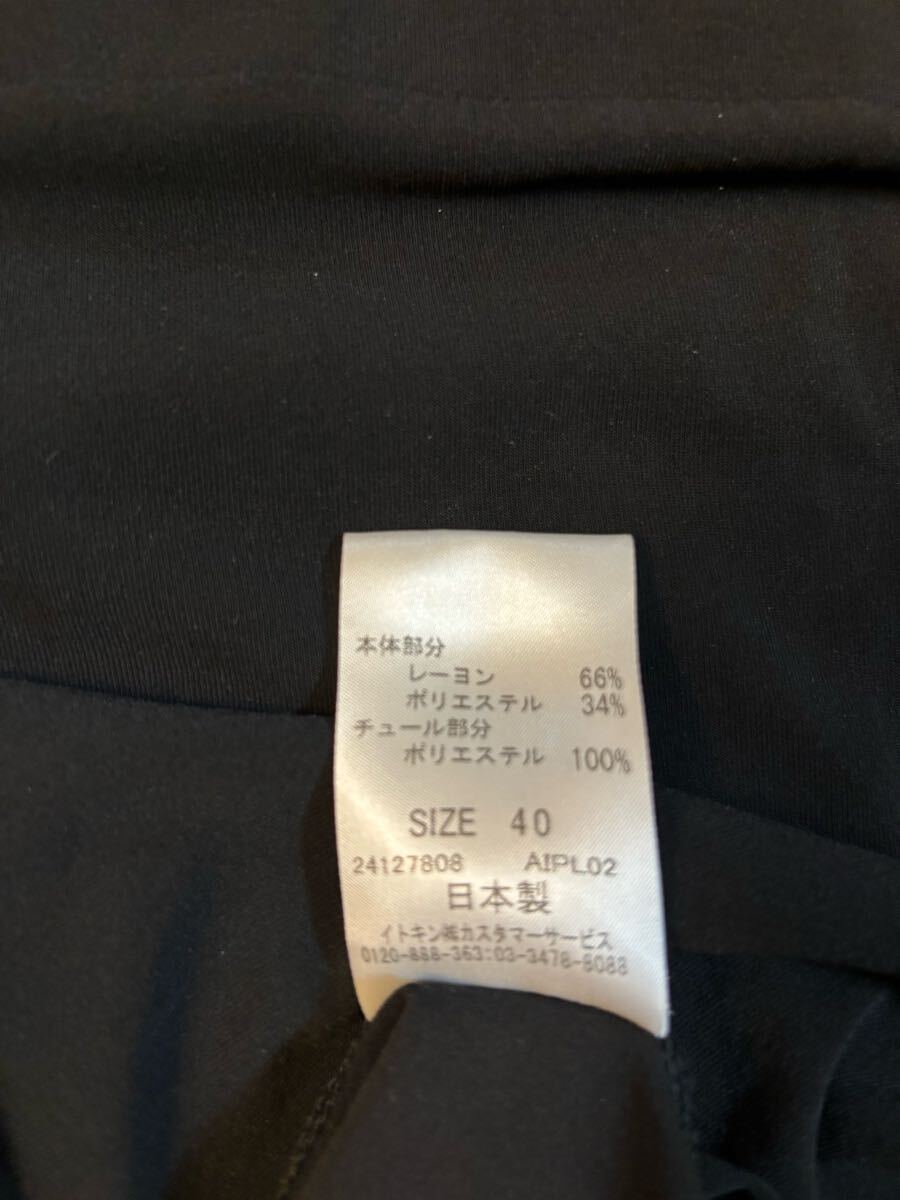 本体部分
レーヨン 66%
ポリエステル 34%
チュール部分
ポリエステル 100%
SIZE 40
24127808 AIPL02
日本製
イトキン㈱カスタマーサービス
0120-888-363:03-3478-8088